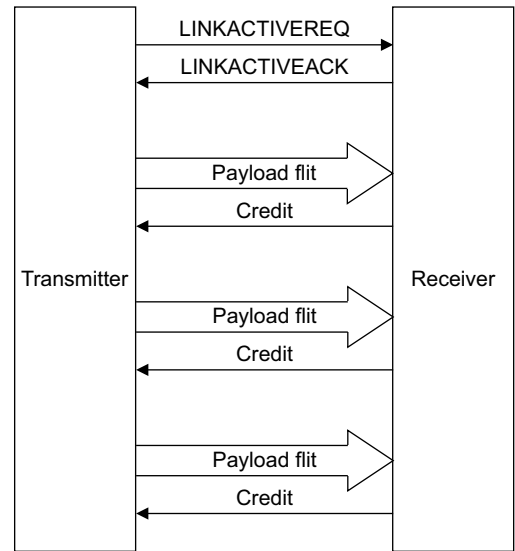 LINKACTIVEREQ
LINKACTIVEACK
Payload flit
Credit
Transmitter
Receiver
Payload flit
Credit
Payload flit
Credit